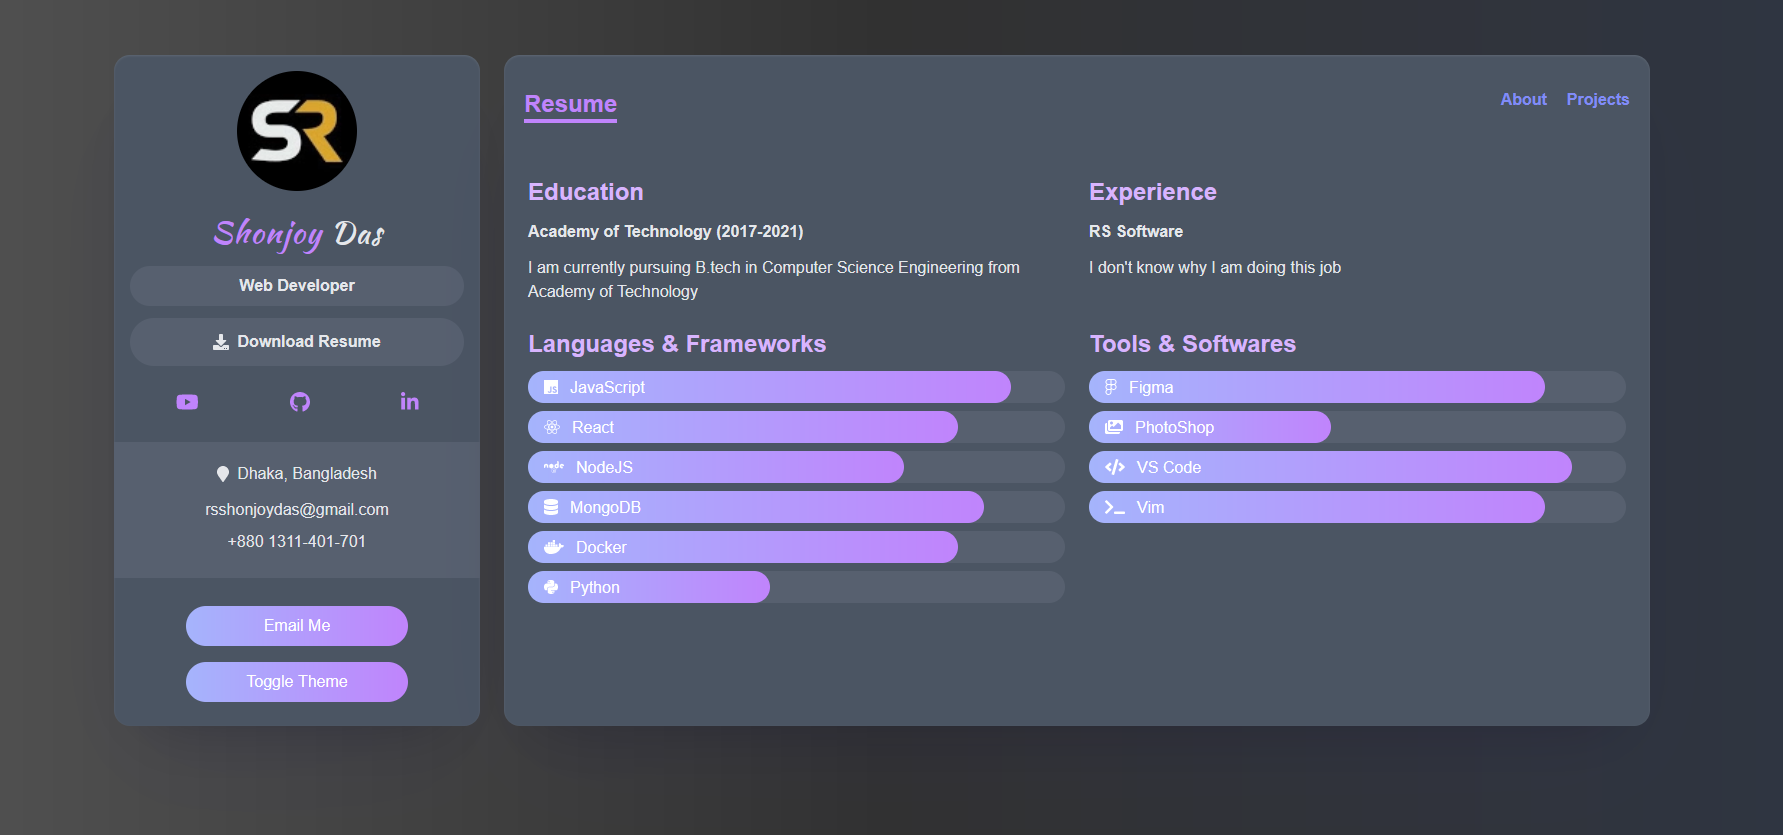 SR
Shonjoy Das
Web Developer
Download Resume
Dhaka, Bangladesh
rsshonjoydas@gmail.com
+880 1311-401-701
Email Me
Toggle Theme
Resume
About Projects
Education
Academy of Technology (2017-2021)
I am currently pursuing B.tech in Computer Science Engineering from
Academy of Technology
Experience
RS Software
I don't know why I am doing this job
Languages & Frameworks
JS JavaScript
React
node NodeJS
MongoDB
Docker
Python
Tools & Softwares
Figma
PhotoShop
VS Code
Vim